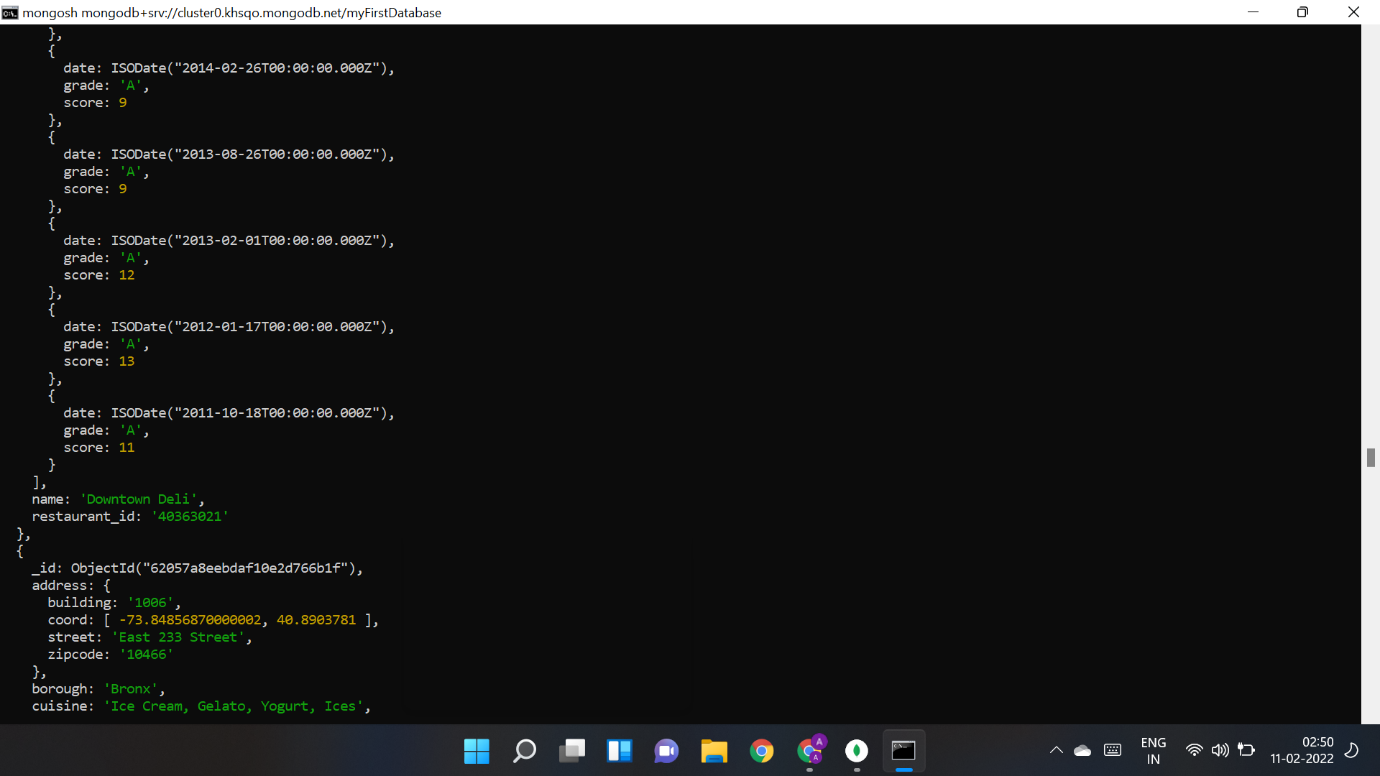 mongosh mongodb+srv://cluster0.khsqo.mongodb.net/myFirstDatabase
},
{
date: ISODate("2014-02-26T00:00:00.000Z"),
grade: 'A',
score: 9
},
{
date: ISODate("2013-08-26T00:00:00.000Z"),
grade: 'A',
score: 9
},
{
date: ISODate("2013-02-01T00:00:00.000Z"),
grade: 'A',
score: 12
},
{
date: ISODate("2012-01-17T00:00:00.000Z"),
grade: 'A',
score: 13
},
{
date: ISODate("2011-10-18T00:00:00.000Z"),
grade: 'A',
score: 11
}
],
name: 'Downtown Deli',
restaurant_id: '40363021'
},
{
_id: ObjectId("62057a8eebdaf10e2d766b1f"),
address: {
building: '1006',
coord: [ -73.84856870000002, 40.8903781 ],
street: 'East 233 Street',
zipcode: '10466'
},
borough: 'Bronx',
cuisine: 'Ice Cream, Gelato, Yogurt, Ices',
ENG
IN
02:50
11-02-2022